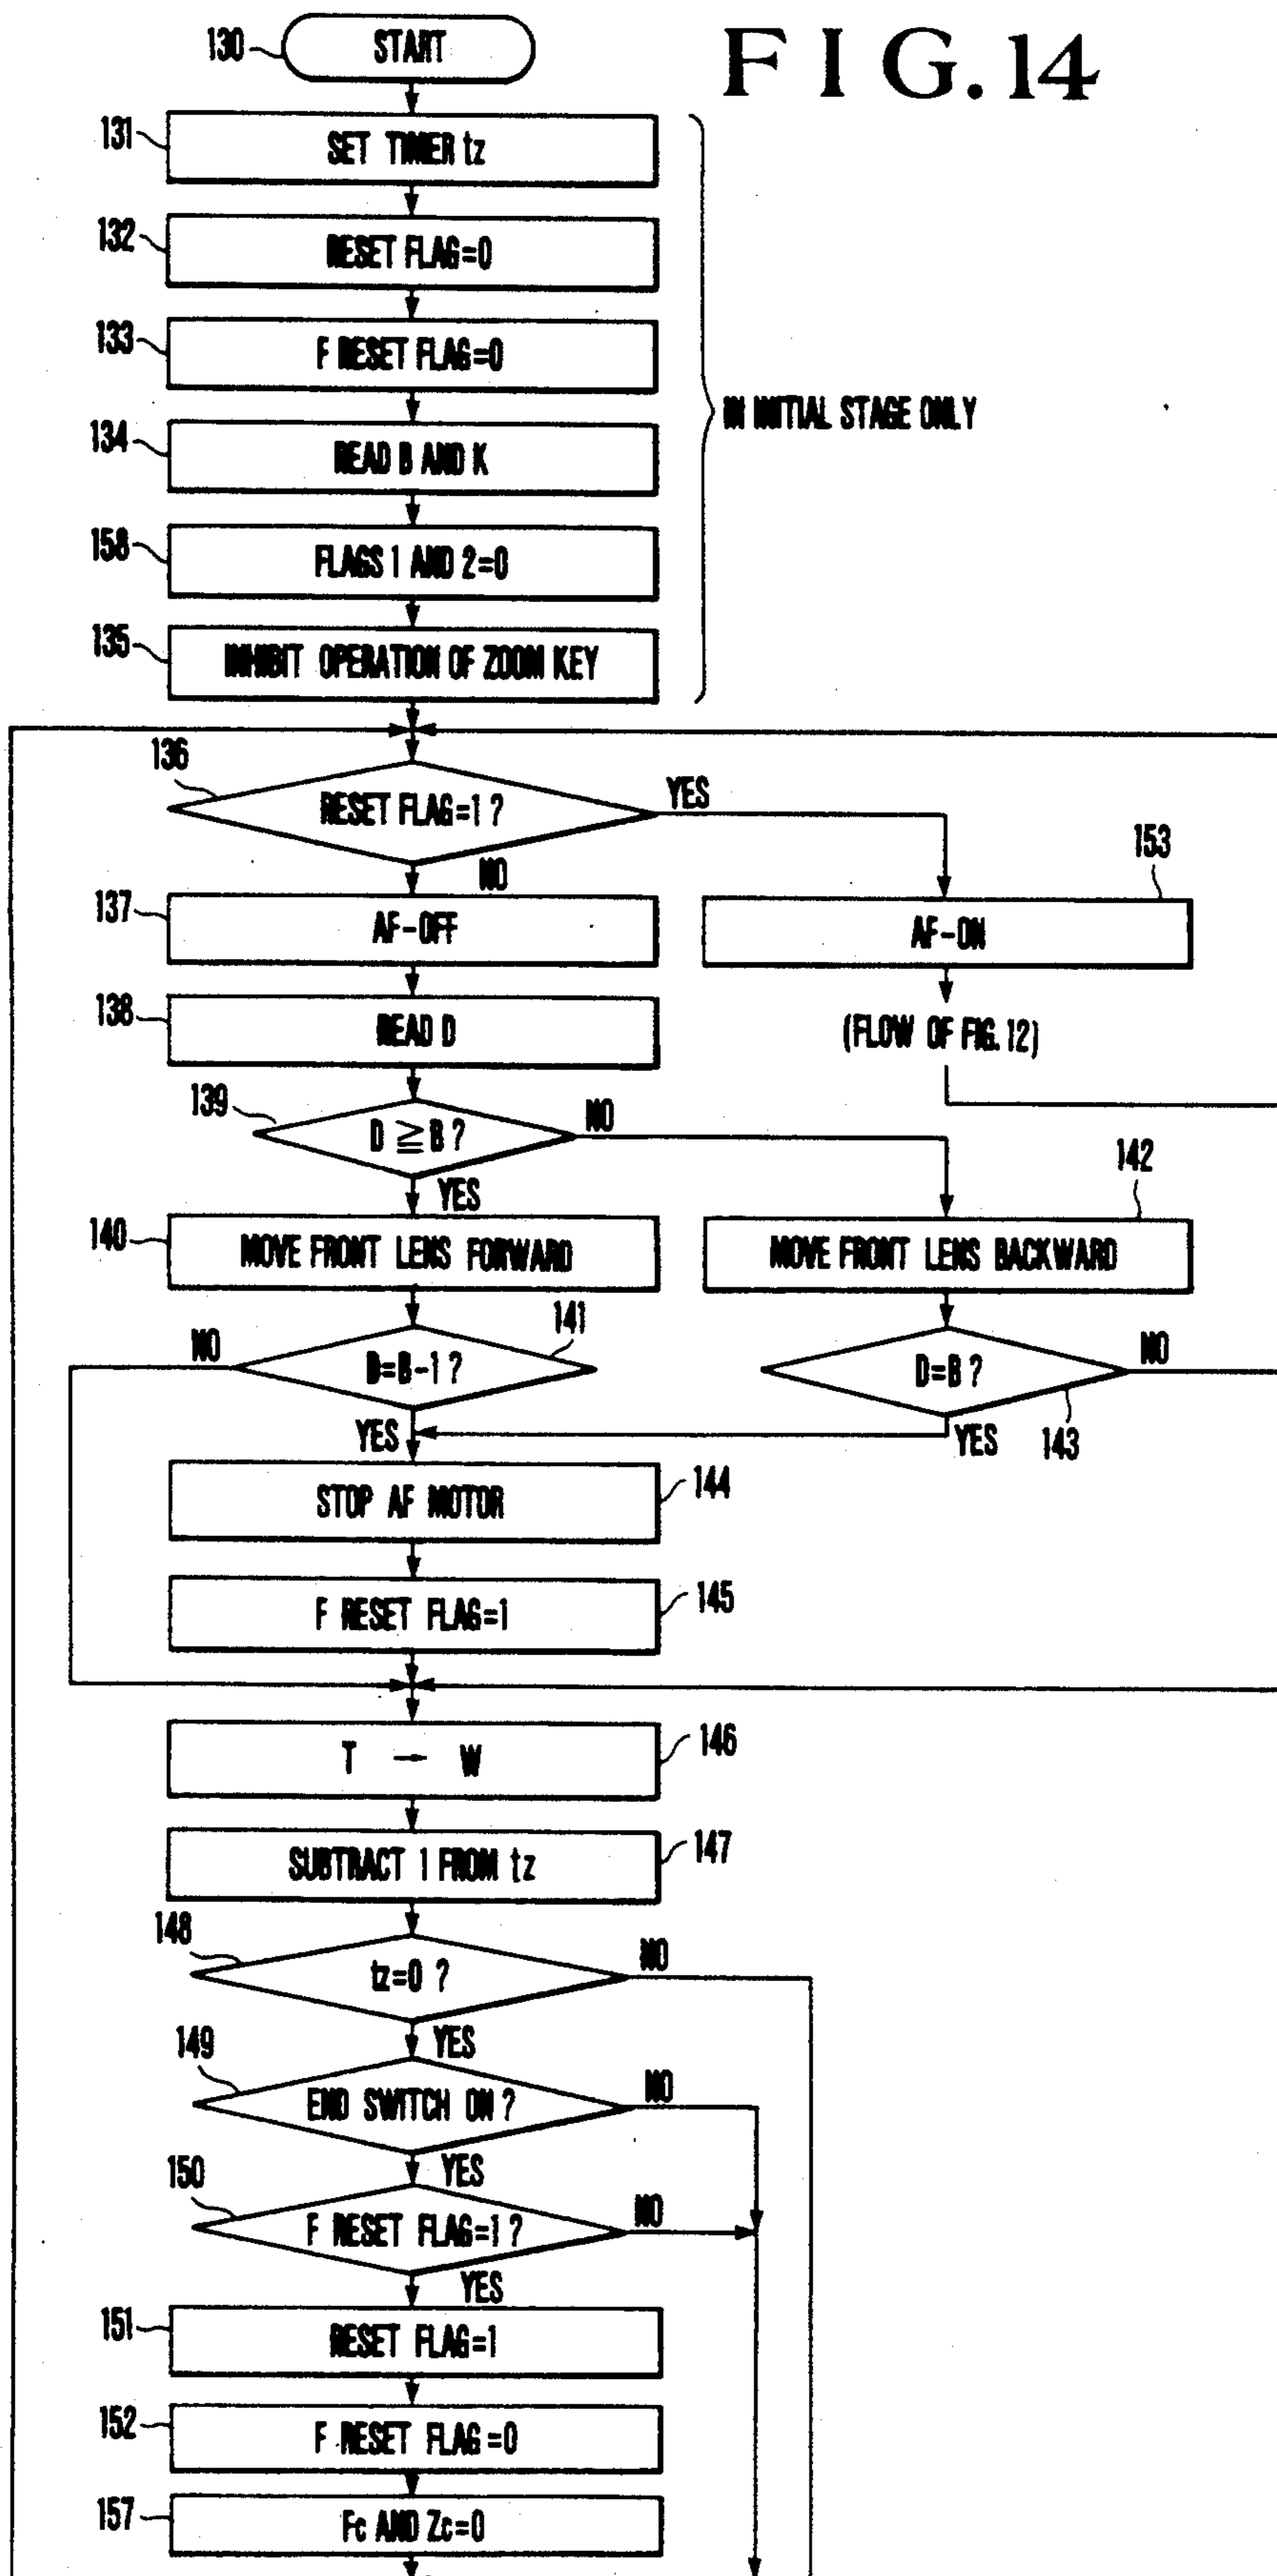 FIG.14
130 START
131 SET TIMER tz
132 RESET FLAG=0
133 F RESET FLAG=0
134 READ B AND K
158 FLAGS 1 AND 2=0
135 INHIBIT OPERATION OF ZOOM KEY
IN INITIAL STAGE ONLY
136 RESET FLAG=1 ?
YES
NO
153
137 AF-OFF
AF-ON
138 READ D
(FLOW OF FIG. 12)
139 D ≧ B ?
NO
YES
142
140 MOVE FRONT LENS FORWARD
MOVE FRONT LENS BACKWARD
141
NO
D=B-1 ?
D=B ?
NO
YES
YES
143
STOP AF MOTOR 144
F RESET FLAG=1 145
T → W 146
SUBTRACT 1 FROM tz 147
148 tz=0 ?
NO
YES
149 END SWITCH ON ?
NO
YES
150 F RESET FLAG=1 ?
NO
YES
151 RESET FLAG=1
152 F RESET FLAG =0
157 Fc AND Zc=0